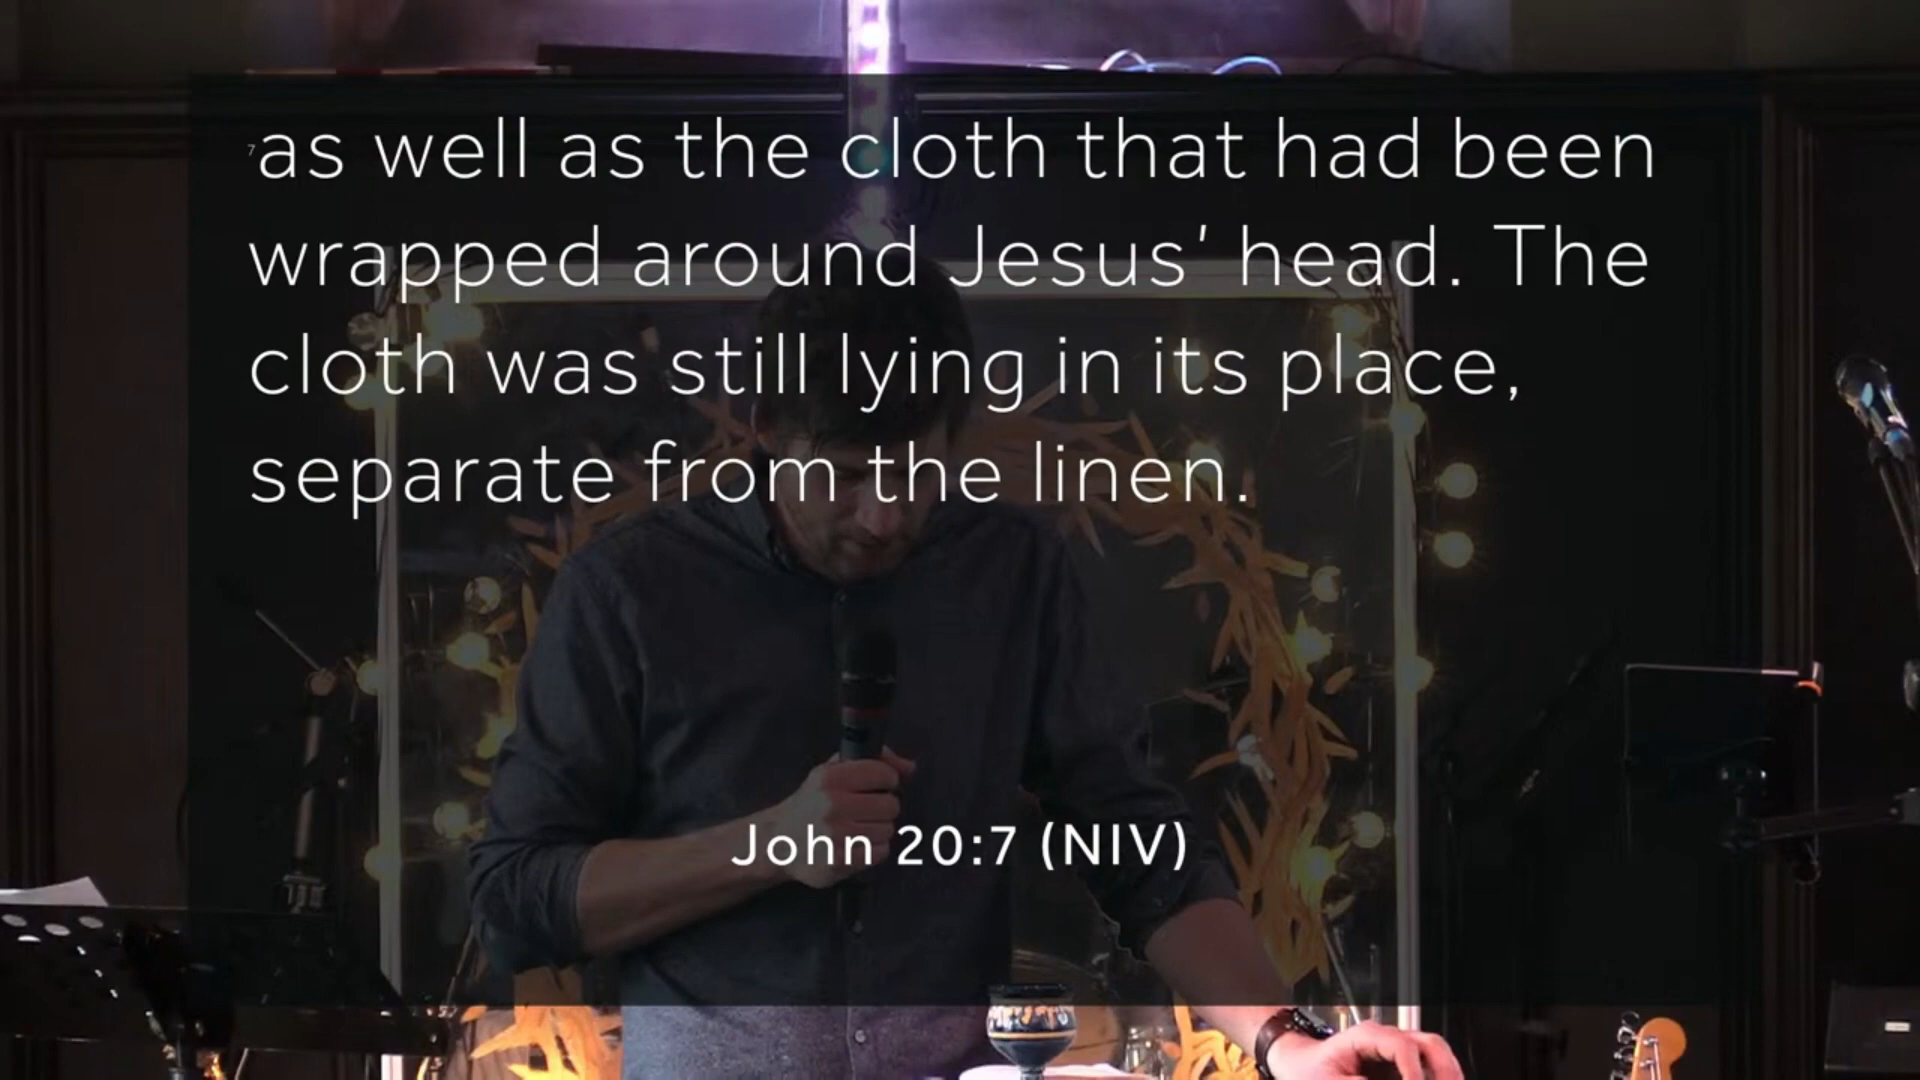 7as well as the cloth that had been
wrapped around Jesus’ head. The
cloth was still lying in its place,
separate from the linen.
John 20:7 (NIV)